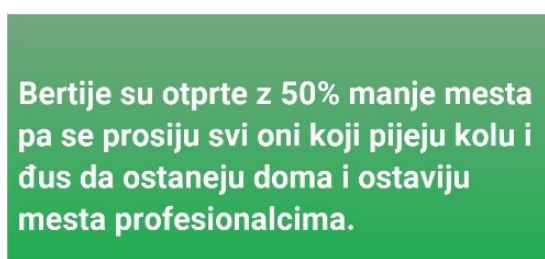 Bertije su otprte z 50% manje mesta
pa se prosiju svi oni koji pijeju kolu i
đus da ostaneju doma i ostaviju
mesta profesionalcima.